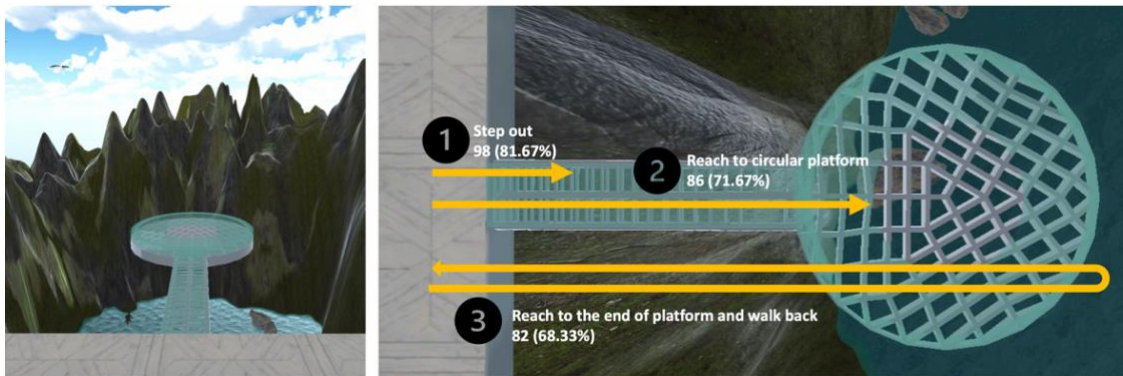 1
Step out
98 (81.67%)
2
Reach to circular platform
86 (71.67%)
3
Reach to the end of platform and walk back
82 (68.33%)